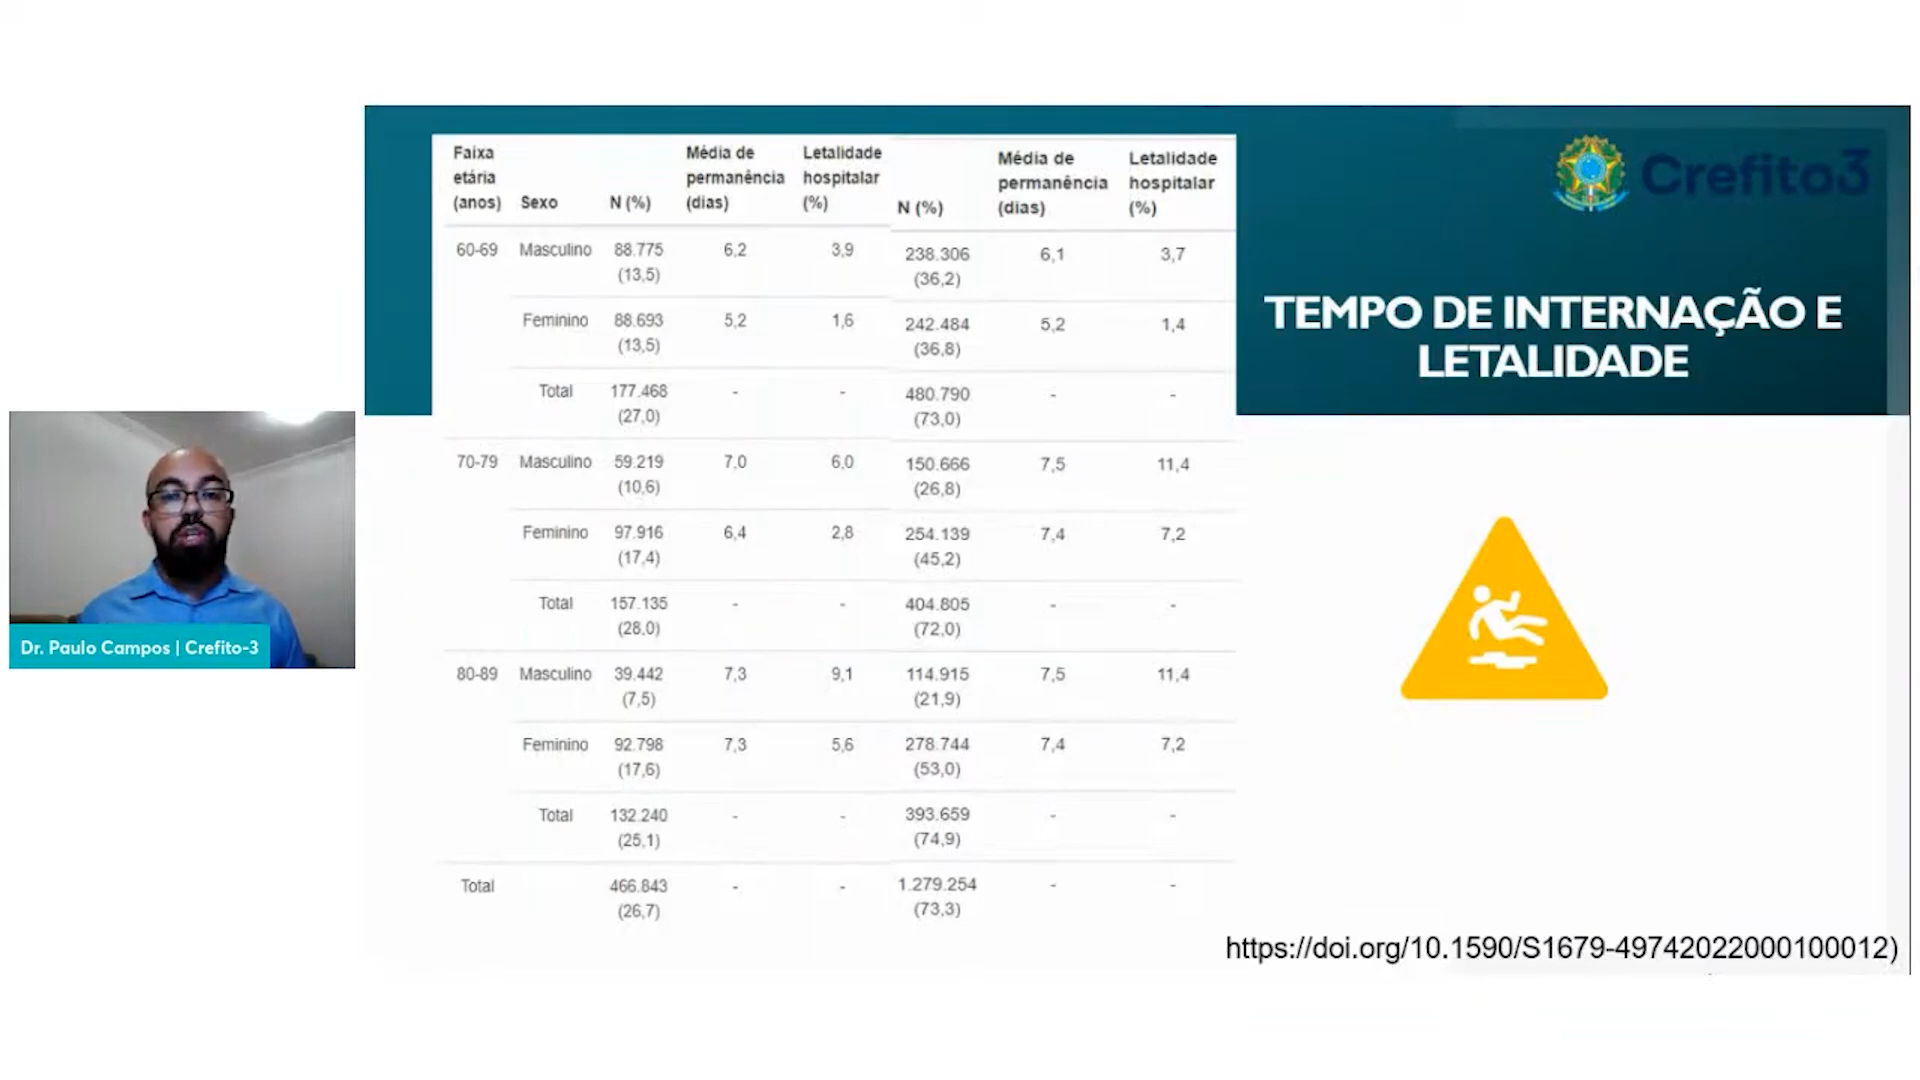 Faixa etária (anos) Sexo N (%) Média de permanência (dias) Letalidade hospitalar (%) N (%) Média de permanência (dias) Letalidade hospitalar (%)
60-69 Masculino 88.775 (13,5) 6,2 3,9 238.306 (36,2) 6,1 3,7
Feminino 88.693 (13,5) 5,2 1,6 242.484 (36,8) 5,2 1,4
Total 177.468 (27,0) - - 480.790 (73,0) - -
70-79 Masculino 59.219 (10,6) 7,0 6,0 150.666 (26,8) 7,5 11,4
Feminino 97.916 (17,4) 6,4 2,8 254.139 (45,2) 7,4 7,2
Total 157.135 (28,0) - - 404.805 (72,0) - -
80-89 Masculino 39.442 (7,5) 7,3 9,1 114.915 (21,9) 7,5 11,4
Feminino 92.798 (17,6) 7,3 5,6 278.744 (53,0) 7,4 7,2
Total 132.240 (25,1) - - 393.659 (74,9) - -
Total 466.843 (26,7) - - 1.279.254 (73,3) - -
Crefito3
TEMPO DE INTERNAÇÃO E
LETALIDADE
Dr. Paulo Campos | Crefito-3
https://doi.org/10.1590/S1679-49742022000100012)